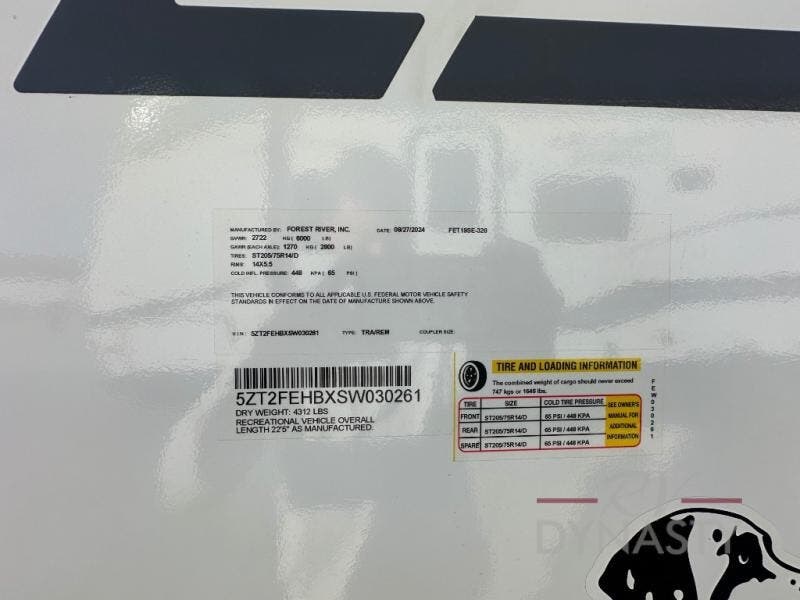 MANUFACTURED BY: FOREST RIVER, INC. DATE: 09/27/2024 FET19SE-320
GVWR: 2722 KG ( 6000 LB)
GAWR (EACH AXLE): 1270 KG ( 2800 LB)
TIRES: ST205/75R14/D
RIMS: 14X5.5
COLD INFL. PRESSURE: 448 KPA ( 65 PSI )
THIS VEHICLE CONFORMS TO ALL APPLICABLE U.S. FEDERAL MOTOR VEHICLE SAFETY
STANDARDS IN EFFECT ON THE DATE OF MANUFACTURE SHOWN ABOVE.
V.I.N.: 5ZT2FEHBXSW030261 TYPE: TRA/REM COUPLER SIZE:
5ZT2FEHBXSW030261
DRY WEIGHT: 4312 LBS
RECREATIONAL VEHICLE OVERALL
LENGTH 22'5" AS MANUFACTURED.
TIRE AND LOADING INFORMATION
The combined weight of cargo should never exceed
747 kgs or 1646 lbs.
TIRE SIZE COLD TIRE PRESSURE
FRONT ST205/75R14/D 65 PSI / 448 KPA
REAR ST205/75R14/D 65 PSI / 448 KPA
SPARE ST205/75R14/D 65 PSI / 448 KPA
SEE OWNER'S
MANUAL FOR
ADDITIONAL
INFORMATION
FEW030261
RV
DYNASTY